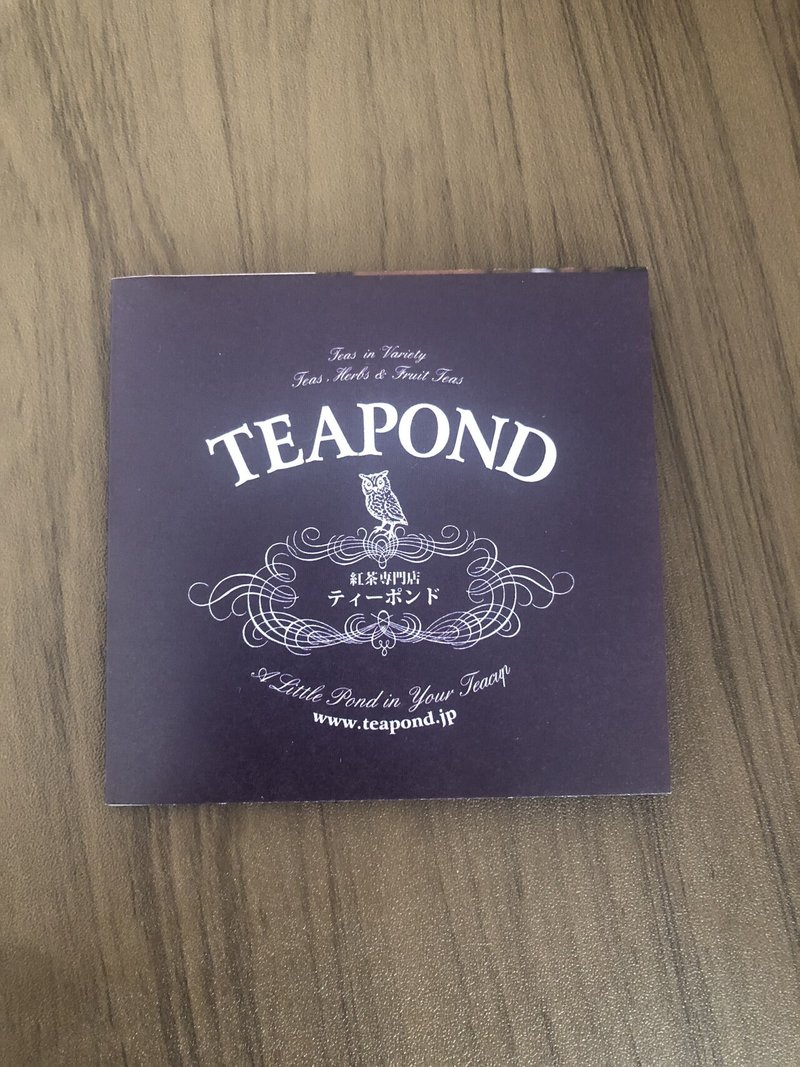 Teas in Variety
Teas, Herbs & Fruit Teas
TEAPOND
紅茶専門店
ティーポンド
A Little Pond in Your Teacup
www.teapond.jp